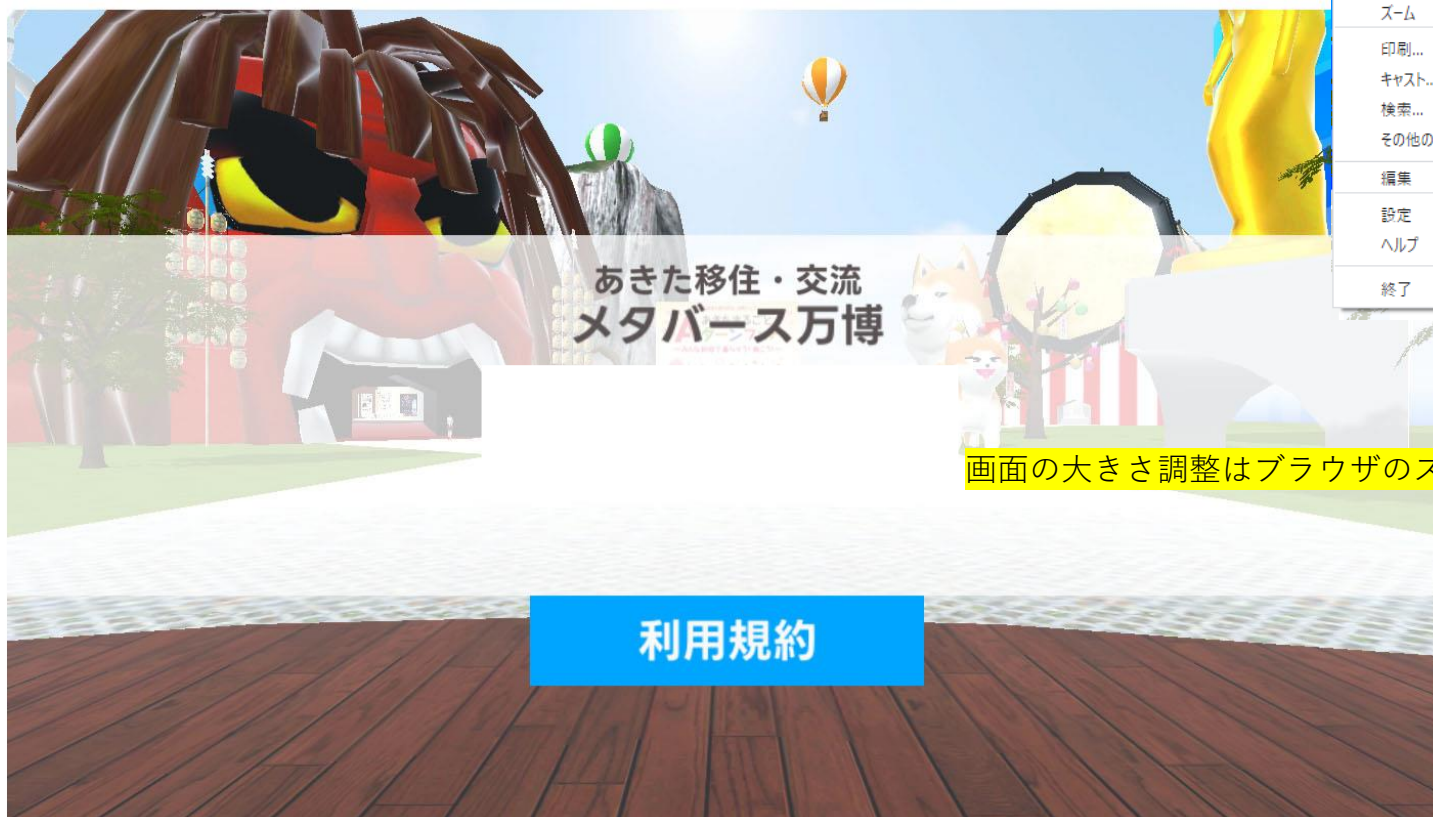 ズーム
印刷...
キャスト..
検索...
その他の
編集
設定
ヘルプ
終了
あきた移住・交流
メタバース万博
画面の大きさ調整はブラウザのス
利用規約